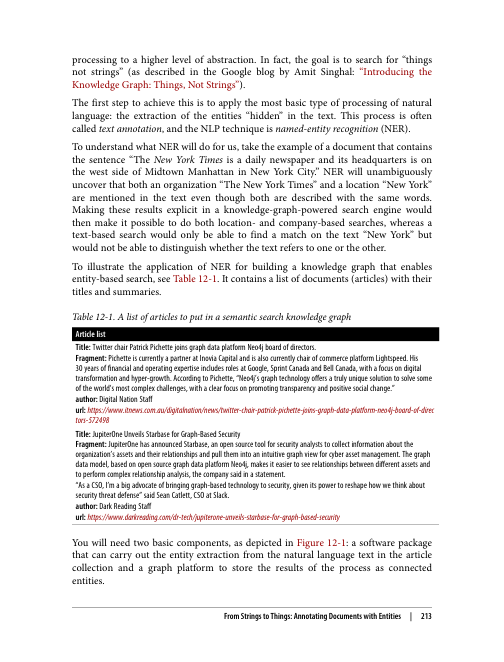 processing to a higher level of abstraction. In fact, the goal is to search for “things
not strings” (as described in the Google blog by Amit Singhal: “Introducing the
Knowledge Graph: Things, Not Strings”).
The first step to achieve this is to apply the most basic type of processing of natural
language: the extraction of the entities “hidden” in the text. This process is often
called text annotation, and the NLP technique is named-entity recognition (NER).
To understand what NER will do for us, take the example of a document that contains
the sentence “The New York Times is a daily newspaper and its headquarters is on
the west side of Midtown Manhattan in New York City.” NER will unambiguously
uncover that both an organization “The New York Times” and a location “New York”
are mentioned in the text even though both are described with the same words.
Making these results explicit in a knowledge-graph-powered search engine would
then make it possible to do both location- and company-based searches, whereas a
text-based search would only be able to find a match on the text “New York” but
would not be able to distinguish whether the text refers to one or the other.
To illustrate the application of NER for building a knowledge graph that enables
entity-based search, see Table 12-1. It contains a list of documents (articles) with their
titles and summaries.
Table 12-1. A list of articles to put in a semantic search knowledge graph
Article list
Title: Twitter chair Patrick Pichette joins graph data platform Neo4j board of directors.
Fragment: Pichette is currently a partner at Inovia Capital and is also currently chair of commerce platform Lightspeed. His
30 years of financial and operating expertise includes roles at Google, Sprint Canada and Bell Canada, with a focus on digital
transformation and hyper-growth. According to Pichette, “Neo4j's graph technology offers a truly unique solution to solve some
of the world's most complex challenges, with a clear focus on promoting transparency and positive social change.”
author: Digital Nation Staff
url: https://www.itnews.com.au/digitalnation/news/twitter-chair-patrick-pichette-joins-graph-data-platform-neo4j-board-of-direc
tors-572498
Title: JupiterOne Unveils Starbase for Graph-Based Security
Fragment: JupiterOne has announced Starbase, an open source tool for security analysts to collect information about the
organization's assets and their relationships and pull them into an intuitive graph view for cyber asset management. The graph
data model, based on open source graph data platform Neo4j, makes it easier to see relationships between different assets and
to perform complex relationship analysis, the company said in a statement.
“As a CSO, I'm a big advocate of bringing graph-based technology to security, given its power to reshape how we think about
security threat defense” said Sean Catlett, CSO at Slack.
author: Dark Reading Staff
url: https://www.darkreading.com/dr-tech/jupiterone-unveils-starbase-for-graph-based-security
You will need two basic components, as depicted in Figure 12-1: a software package
that can carry out the entity extraction from the natural language text in the article
collection and a graph platform to store the results of the process as connected
entities.
From Strings to Things: Annotating Documents with Entities | 213